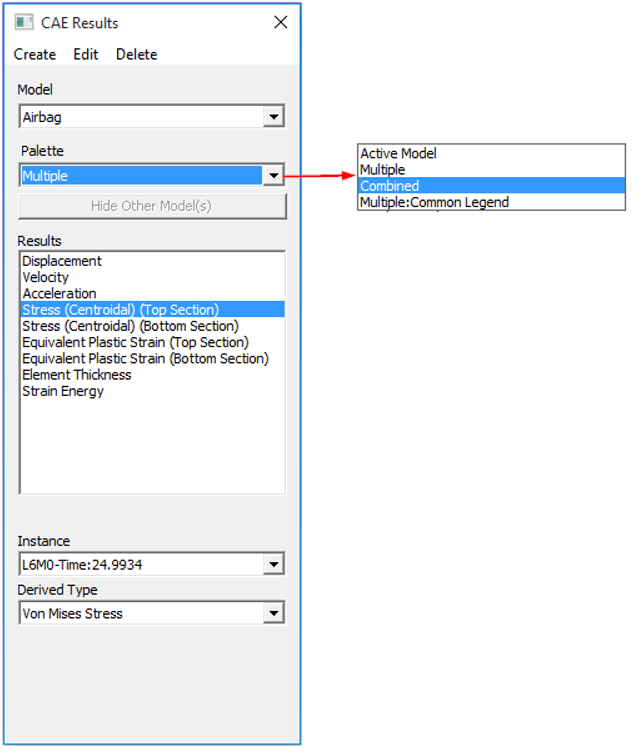 CAE Results
Create Edit Delete
Model
Airbag
Palette
Multiple
Active Model
Multiple
Combined
Multiple:Common Legend
Hide Other Model(s)
Results
Displacement
Velocity
Acceleration
Stress (Centroidal) (Top Section)
Stress (Centroidal) (Bottom Section)
Equivalent Plastic Strain (Top Section)
Equivalent Plastic Strain (Bottom Section)
Element Thickness
Strain Energy
Instance
L6M0-Time:24.9934
Derived Type
Von Mises Stress